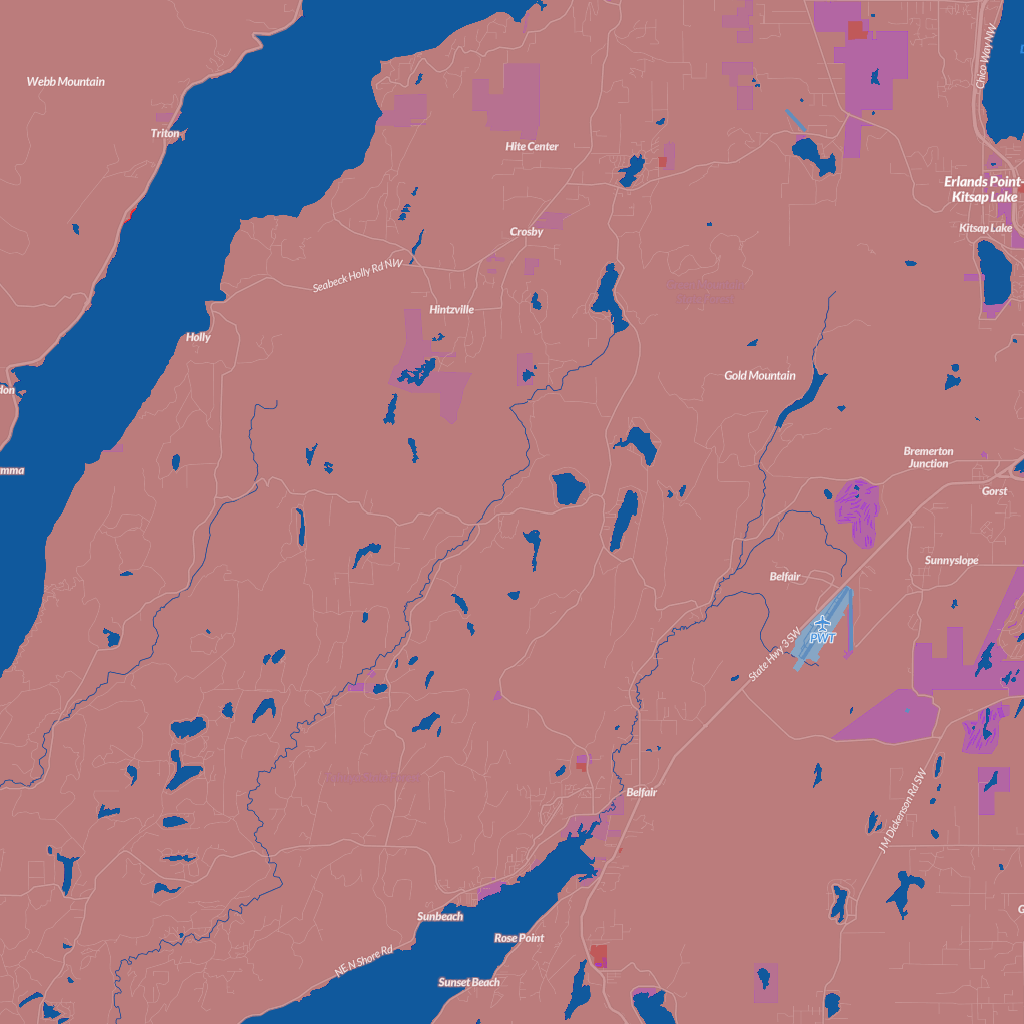 Chico Way NW
Webb Mountain
Triton
Hite Center
Erlands Point-
Kitsap Lake
Kitsap Lake
Crosby
Seabeck Holly Rd NW
Hintzville
Holly
Gold Mountain
Bremerton
Junction
Gorst
Sunnyslope
Belfair
PWT
State Hwy 3 SW
Belfair
J M Dickenson Rd SW
Sunbeach
Rose Point
NE N Shore Rd
Sunset Beach